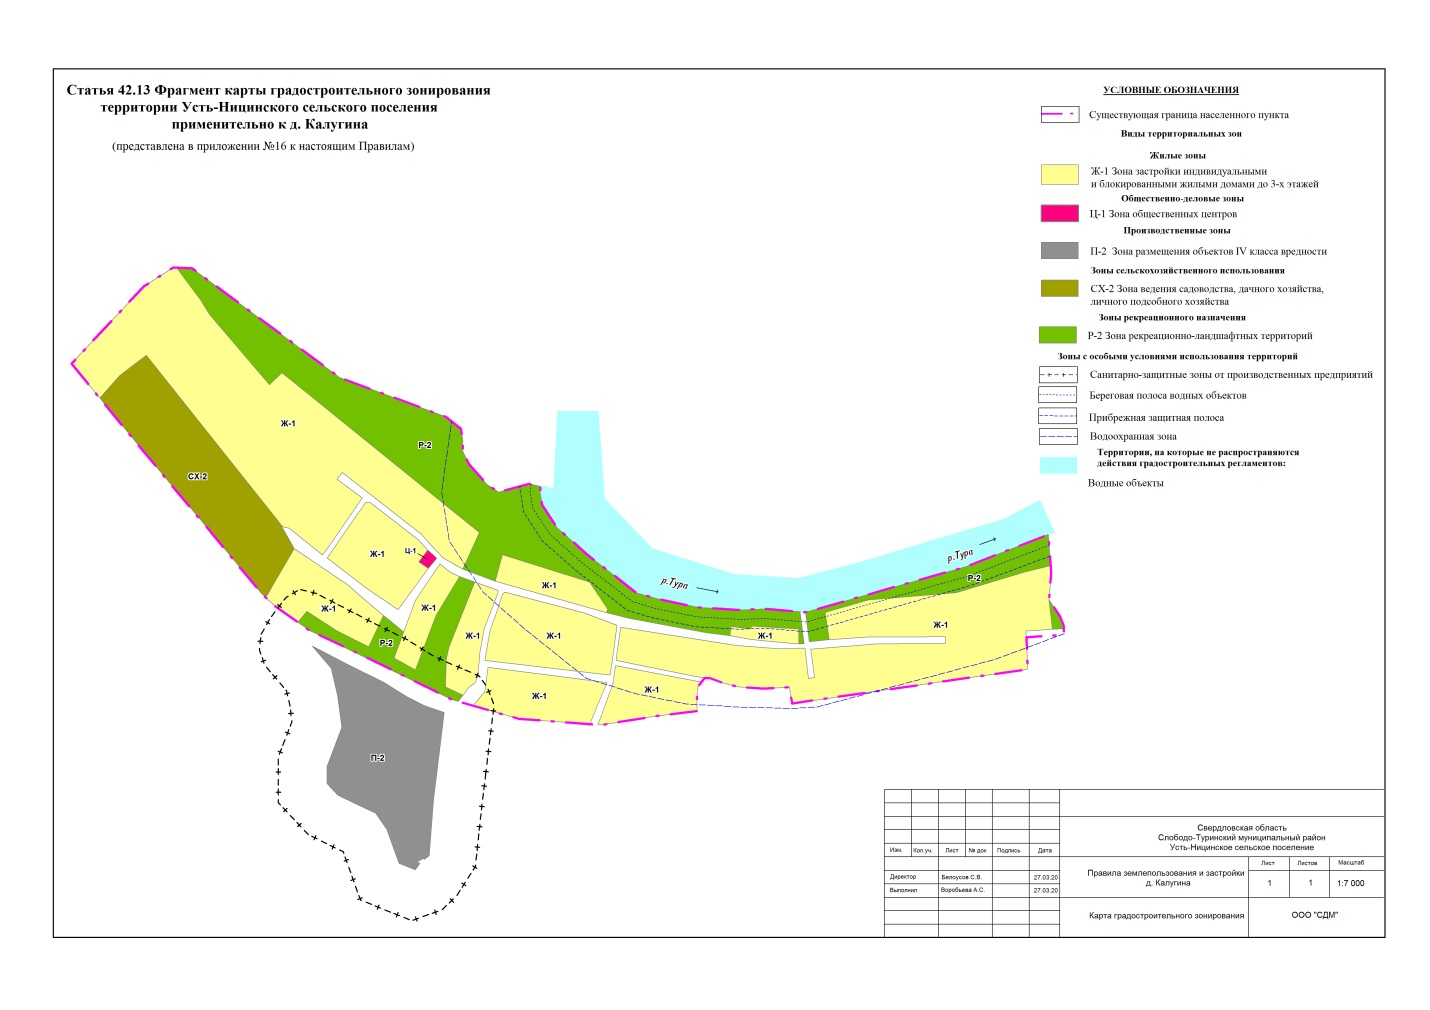 Статья 42.13 Фрагмент карты градостроительного зонирования
территории Усть-Ницинского сельского поселения
применительно к д. Калугина
(представлена в приложении №16 к настоящим Правилам)
УСЛОВНЫЕ ОБОЗНАЧЕНИЯ
Существующая граница населенного пункта
Виды территориальных зон
Жилые зоны
Ж-1 Зона застройки индивидуальными
и блокированными жилыми домами до 3-х этажей
Общественно-деловые зоны
Ц-1 Зона общественных центров
Производственные зоны
П-2 Зона размещения объектов IV класса вредности
Зоны сельскохозяйственного использования
СХ-2 Зона ведения садоводства, дачного хозяйства,
личного подсобного хозяйства
Зоны рекреационного назначения
Р-2 Зона рекреационно-ландшафтных территорий
Зоны с особыми условиями использования территорий
Санитарно-защитные зоны от производственных предприятий
Береговая полоса водных объектов
Прибрежная защитная полоса
Водоохранная зона
Территории, на которые не распространяются
действия градостроительных регламентов:
Водные объекты
Ж-1
Р-2
СХ-2
Ж-1
Ц-1
р.Тура
р.Тура
Р-2
Ж-1
Ж-1
Ж-1
Р-2
Ж-1
Ж-1
Ж-1
Ж-1
Ж-1
Ж-1
П-2
Свердловская область
Слободо-Туринский муниципальный район
Усть-Ницинское сельское поселение
Изм. Кол.уч. Лист № док Подпись Дата
Директор Белоусов С.В. 27.03.20
Выполнил Воробьева А.С. 27.03.20
Правила землепользования и застройки
д. Калугина
Лист Листов Масштаб
1 1 1:7 000
Карта градостроительного зонирования
ООО "СДМ"